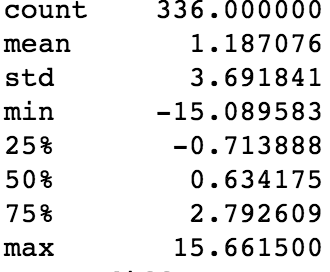 count 336.000000
mean 1.187076
std 3.691841
min -15.089583
25% -0.713888
50% 0.634175
75% 2.792609
max 15.661500